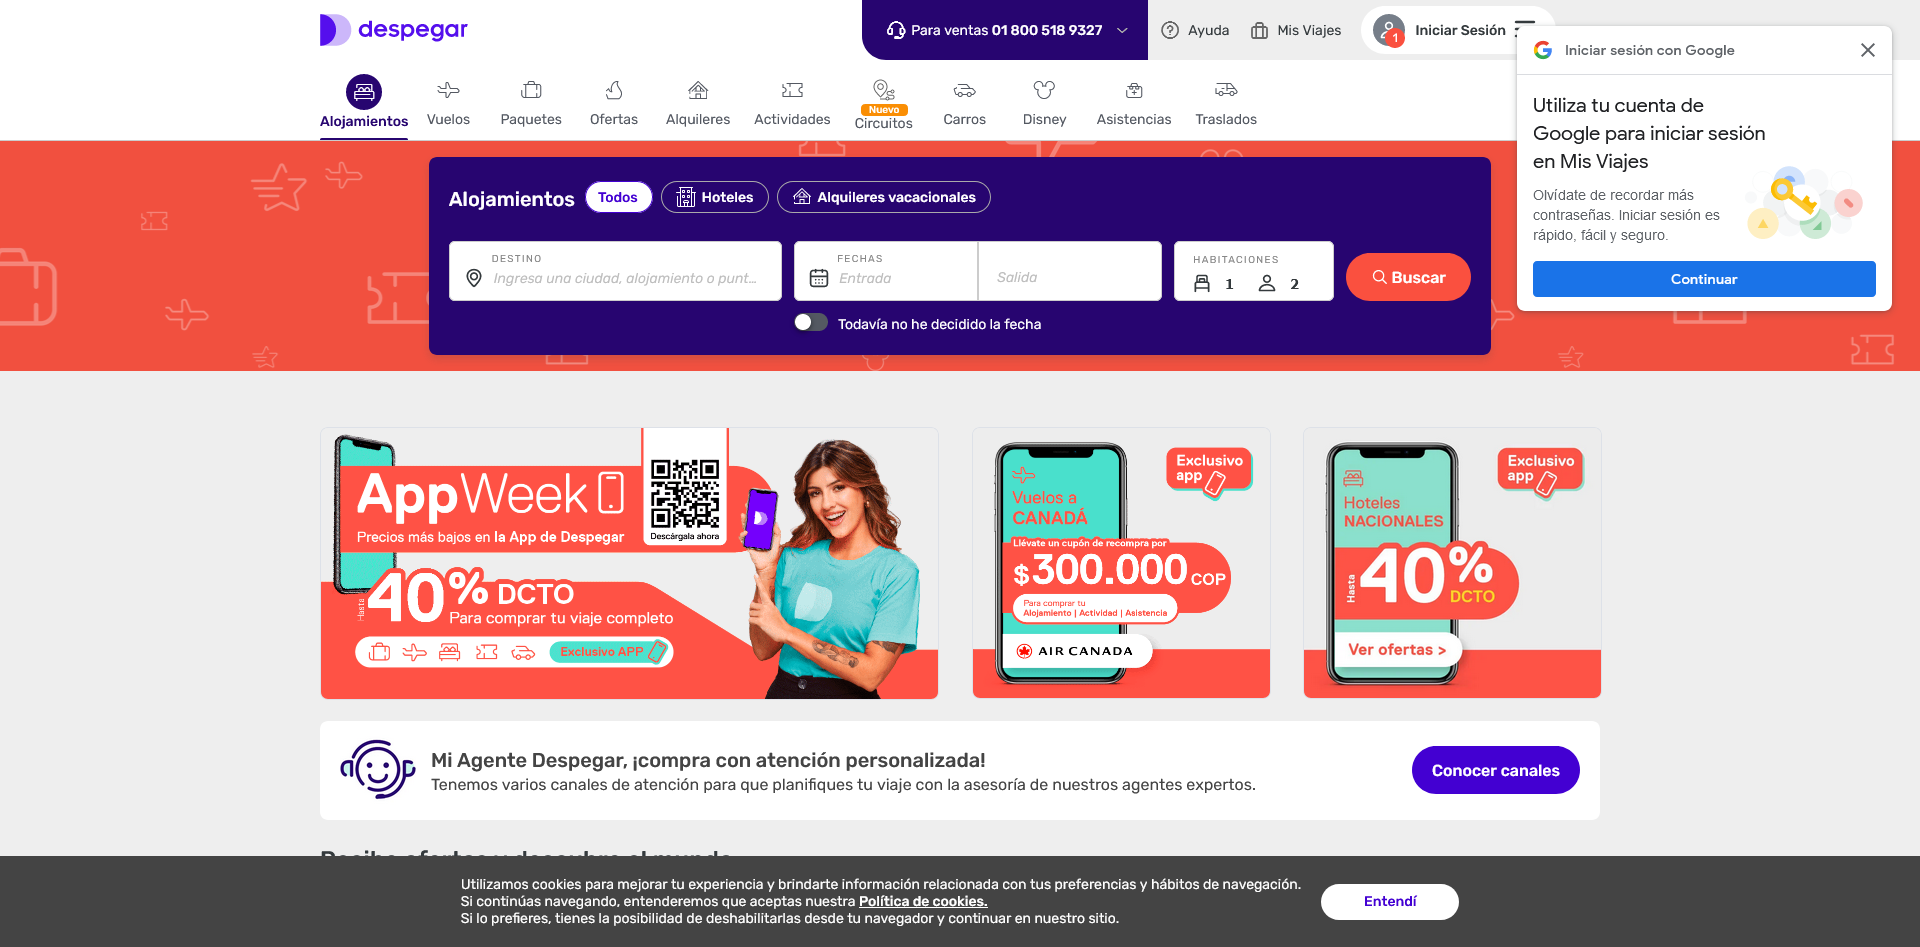 despegar
Para ventas 01 800 518 9327
Ayuda
Mis Viajes
1
Iniciar Sesión
Alojamientos
Vuelos
Paquetes
Ofertas
Alquileres
Actividades
Nuevo
Circuitos
Carros
Disney
Asistencias
Traslados
Iniciar sesión con Google
Utiliza tu cuenta de
Google para iniciar sesión
en Mis Viajes
Olvídate de recordar más
contraseñas. Iniciar sesión es
rápido, fácil y seguro.
Continuar
Alojamientos
Todos
Hoteles
Alquileres vacacionales
DESTINO
Ingresa una ciudad, alojamiento o punt...
FECHAS
Entrada
Salida
HABITACIONES
1
2
Buscar
Todavía no he decidido la fecha
AppWeek
Precios más bajos en la App de Despegar
Descárgala ahora
Hasta
40% DCTO
Para comprar tu viaje completo
Exclusivo APP
Exclusivo
app
Vuelos a
CANADÁ
Llévate un cupón de recompra por
$300.000 COP
Para comprar tu
Alojamiento | Actividad | Asistencia
AIR CANADA
Exclusivo
app
Hoteles
NACIONALES
Hasta
40%
DCTO
Ver ofertas >
Mi Agente Despegar, ¡compra con atención personalizada!
Tenemos varios canales de atención para que planifiques tu viaje con la asesoría de nuestros agentes expertos.
Conocer canales
Recibe ofertas y descubre el mundo
Utilizamos cookies para mejorar tu experiencia y brindarte información relacionada con tus preferencias y hábitos de navegación.
Si continúas navegando, entenderemos que aceptas nuestra Política de cookies.
Si lo prefieres, tienes la posibilidad de deshabilitarlas desde tu navegador y continuar en nuestro sitio.
Entendí